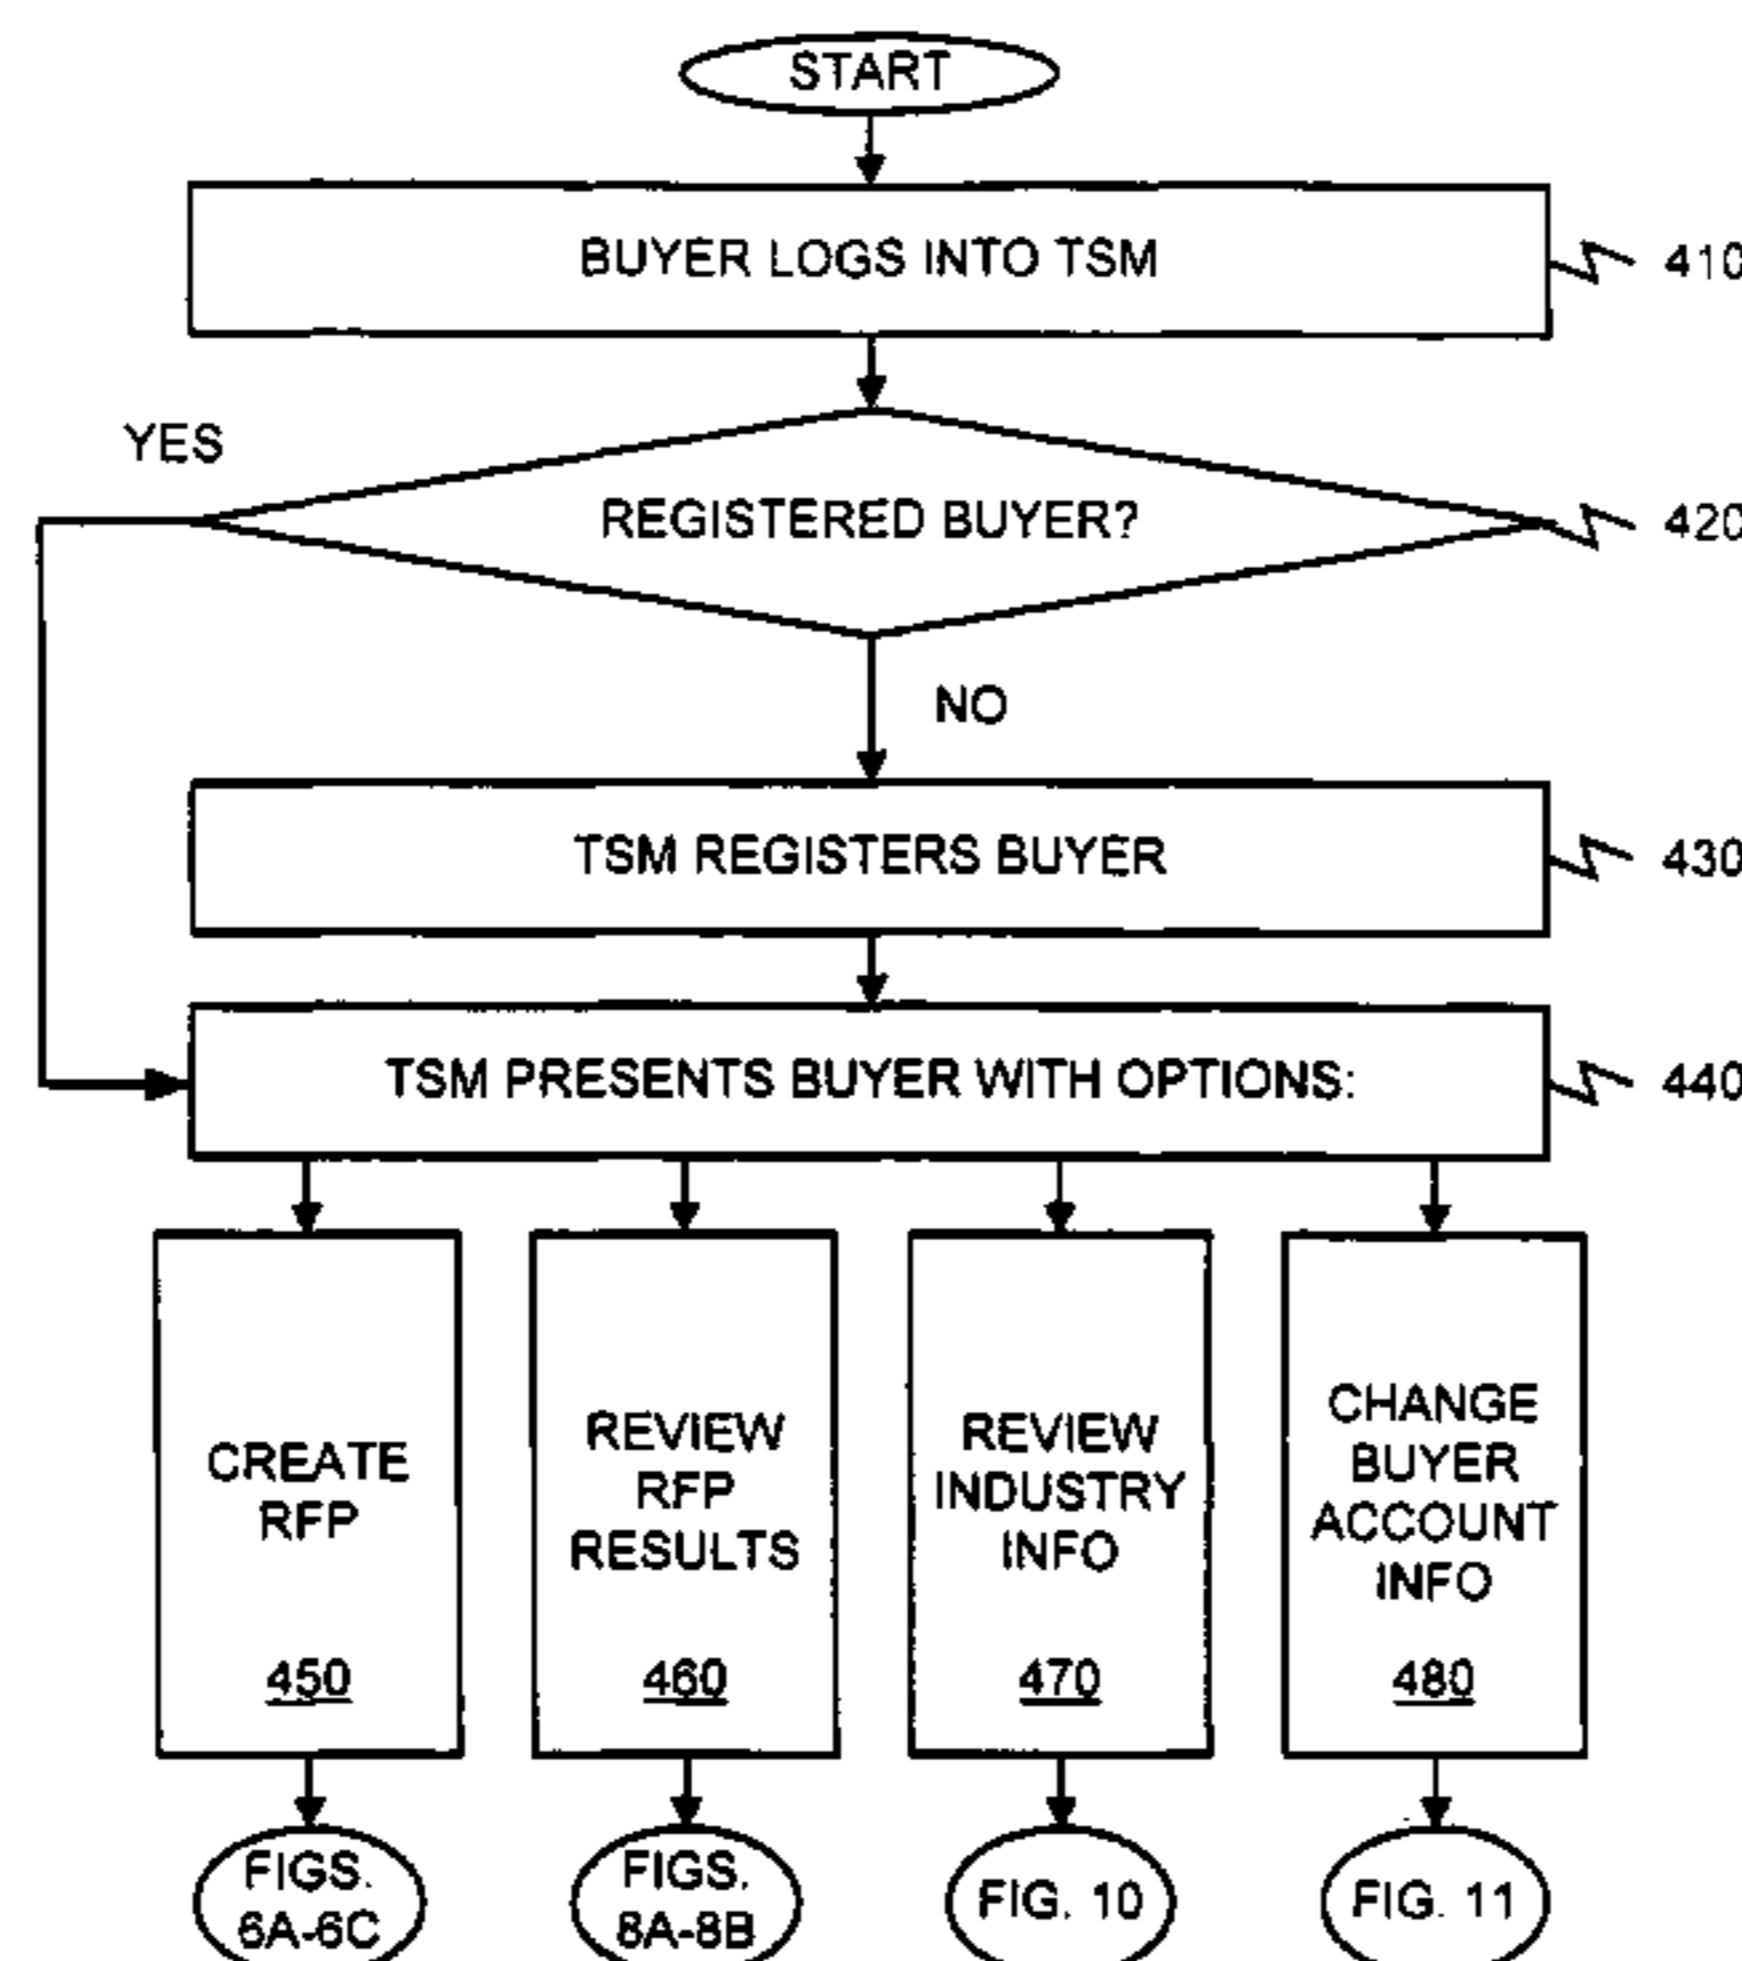 START
BUYER LOGS INTO TSM
410
YES
REGISTERED BUYER?
420
NO
TSM REGISTERS BUYER
430
TSM PRESENTS BUYER WITH OPTIONS:
440
CREATE
RFP
450
REVIEW
RFP
RESULTS
460
REVIEW
INDUSTRY
INFO
470
CHANGE
BUYER
ACCOUNT
INFO
480
FIGS.
6A-6C
FIGS.
8A-8B
FIG. 10
FIG. 11